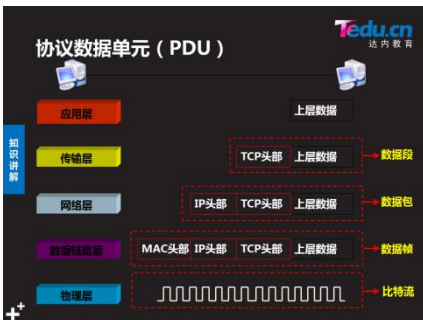 Tedu.cn
达内教育
协议数据单元（PDU）
应用层
上层数据
知识讲解
传输层
TCP头部 上层数据
数据段
网络层
IP头部 TCP头部 上层数据
数据包
数据链路层
MAC头部 IP头部 TCP头部 上层数据
数据帧
物理层
比特流